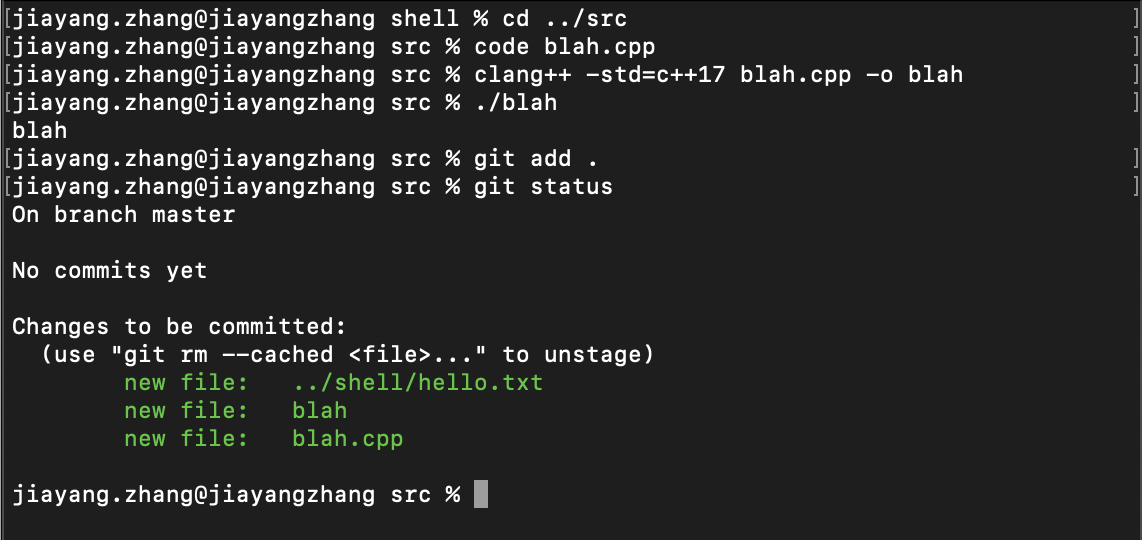 [jiayang.zhang@jiayangzhang shell % cd ../src ]
[jiayang.zhang@jiayangzhang src % code blah.cpp ]
[jiayang.zhang@jiayangzhang src % clang++ -std=c++17 blah.cpp -o blah ]
[jiayang.zhang@jiayangzhang src % ./blah ]
blah
[jiayang.zhang@jiayangzhang src % git add . ]
[jiayang.zhang@jiayangzhang src % git status ]
On branch master

No commits yet

Changes to be committed:
  (use "git rm --cached <file>..." to unstage)
        new file:   ../shell/hello.txt
        new file:   blah
        new file:   blah.cpp

jiayang.zhang@jiayangzhang src %